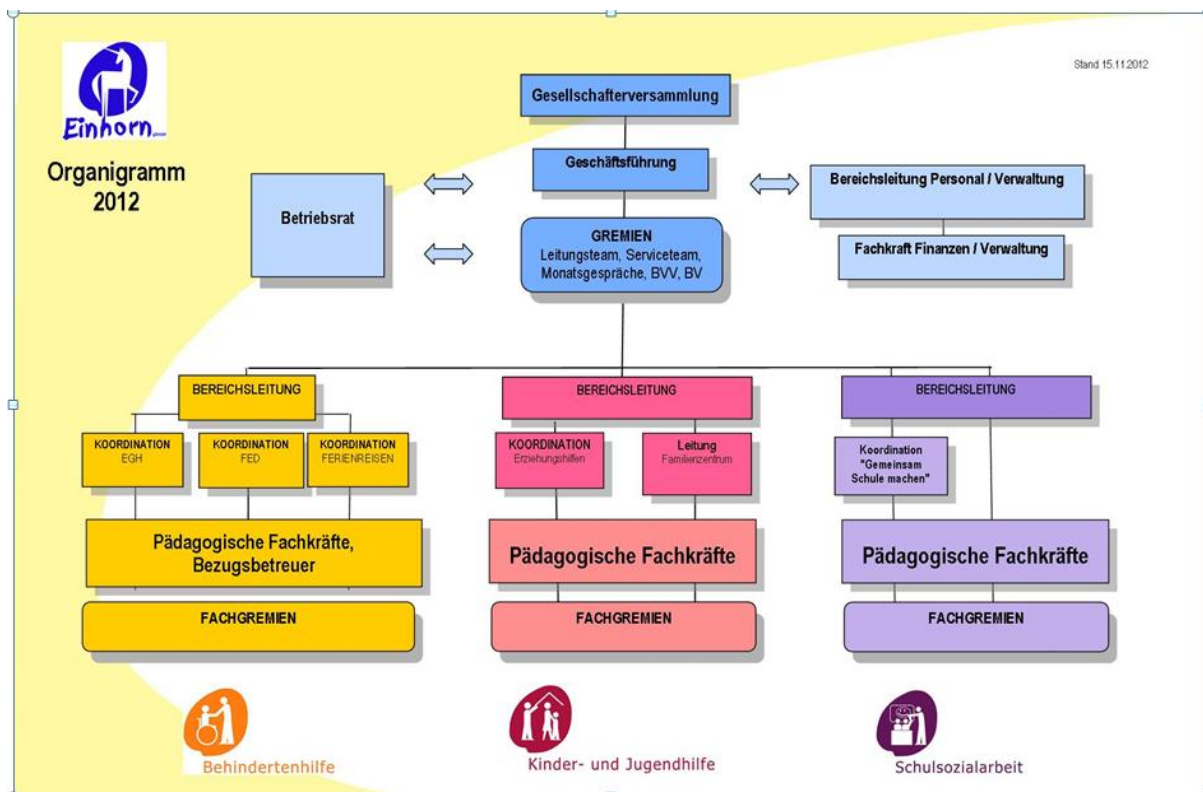 Einhorn
Organigramm
2012
Stand 15.11.2012
Gesellschafterversammlung
Geschäftsführung
Betriebsrat
Bereichsleitung Personal / Verwaltung
Fachkraft Finanzen / Verwaltung
GREMIEN
Leitungsteam, Serviceteam,
Monatsgespräche, BVV, BV
BEREICHSLEITUNG
KOORDINATION
EGH
KOORDINATION
FED
KOORDINATION
FERIENREISEN
Pädagogische Fachkräfte,
Bezugsbetreuer
FACHGREMIEN
Behindertenhilfe
BEREICHSLEITUNG
KOORDINATION
Erziehungshilfen
Leitung
Familienzentrum
Pädagogische Fachkräfte
FACHGREMIEN
Kinder- und Jugendhilfe
BEREICHSLEITUNG
Koordination
"Gemeinsam
Schule machen"
Pädagogische Fachkräfte
FACHGREMIEN
Schulsozialarbeit